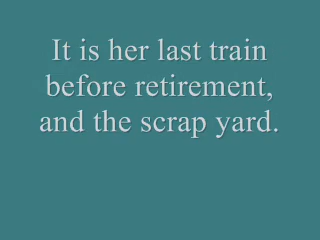 It is her last train
before retirement,
and the scrap yard.